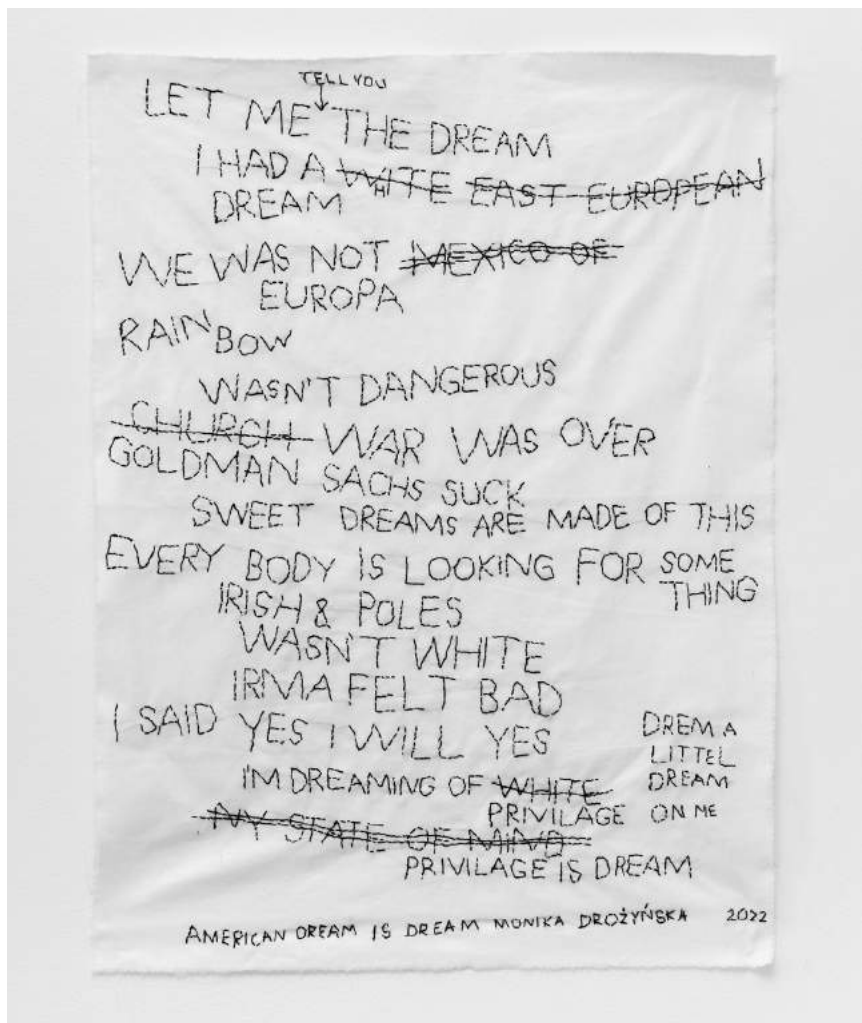 TELL YOU
LET ME THE DREAM
I HAD A WHITE EAST EUROPEAN
DREAM
WE WAS NOT MEXICO OF
EUROPA
RAINBOW
WASN'T DANGEROUS
CHURCH WAR WAS OVER
GOLDMAN SACHS SUCK
SWEET DREAMS ARE MADE OF THIS
EVERY BODY IS LOOKING FOR SOME
THING
IRISH & POLES
WASN'T WHITE
IRMA FELT BAD
I SAID YES I WILL YES
DREM A
LITTEL
DREAM
ON ME
I'M DREAMING OF WHITE
PRIVILAGE
NY STATE OF MIND
PRIVILAGE IS DREAM
AMERICAN DREAM IS DREAM MONIKA DROŻYŃSKA 2022